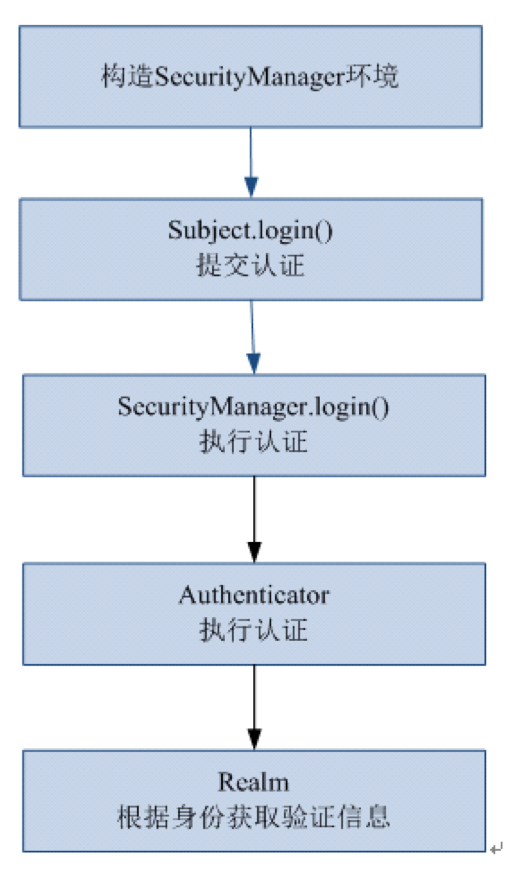 构造SecurityManager环境
Subject.login()
提交认证
SecurityManager.login()
执行认证
Authenticator
执行认证
Realm
根据身份获取验证信息